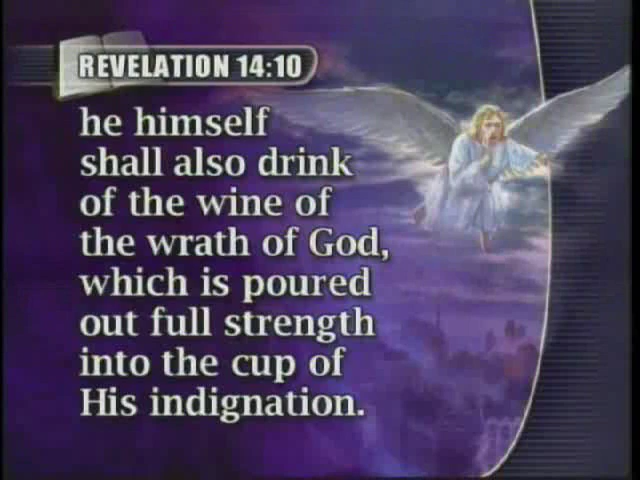 REVELATION 14:10
he himself
shall also drink
of the wine of
the wrath of God,
which is poured
out full strength
into the cup of
His indignation.